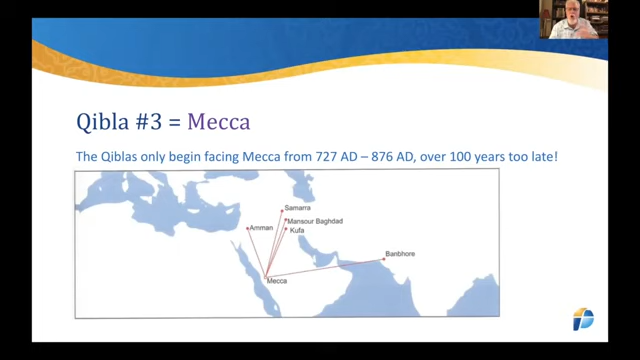 Qibla #3 = Mecca
The Qiblas only begin facing Mecca from 727 AD – 876 AD, over 100 years too late!
Samarra
Mansour Baghdad
Amman
Kufa
Banbhore
Mecca